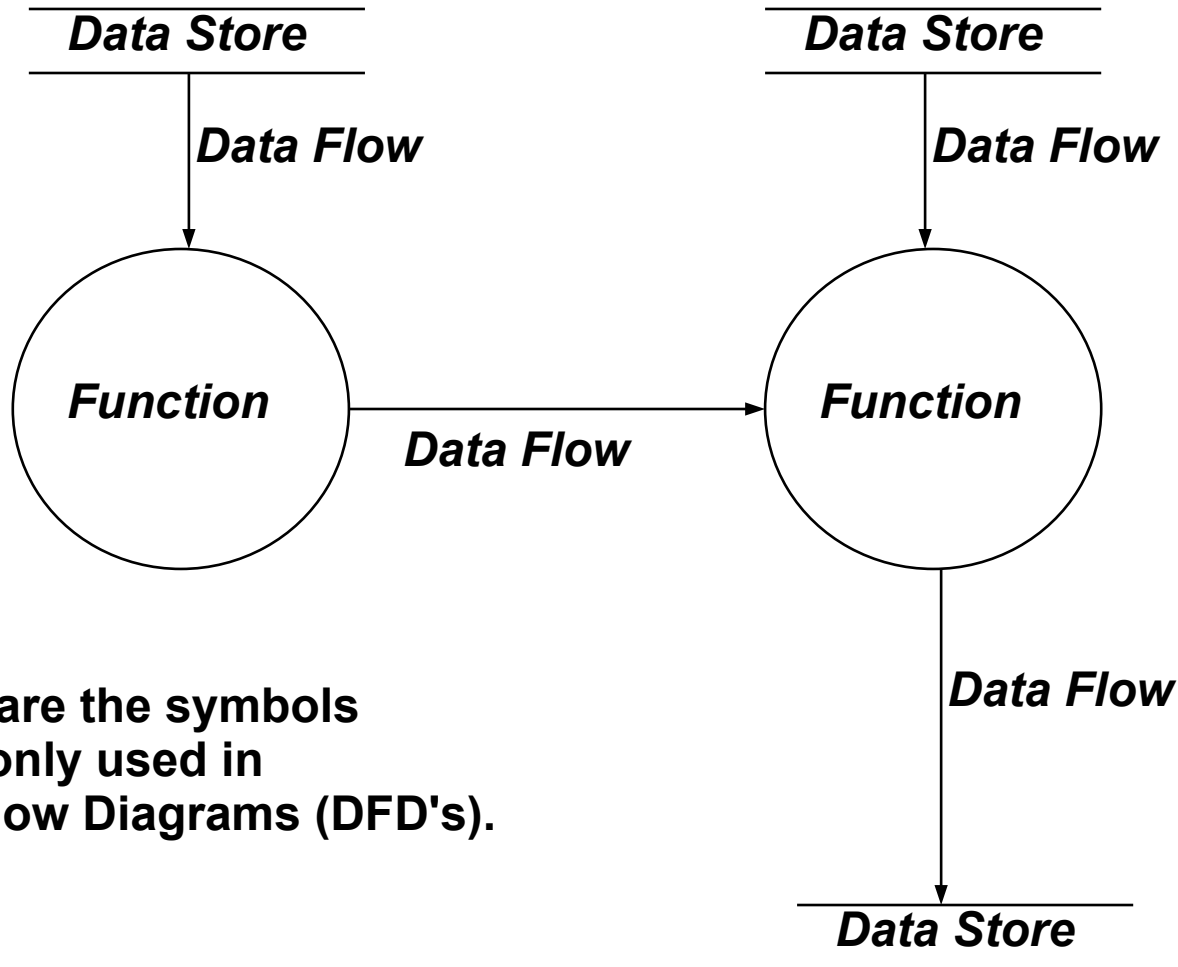 Data Store
Data Store
Data Flow
Data Flow
Function
Function
Data Flow
Data Flow
are the symbols
only used in
Diagrams (DFD's).
Data Store